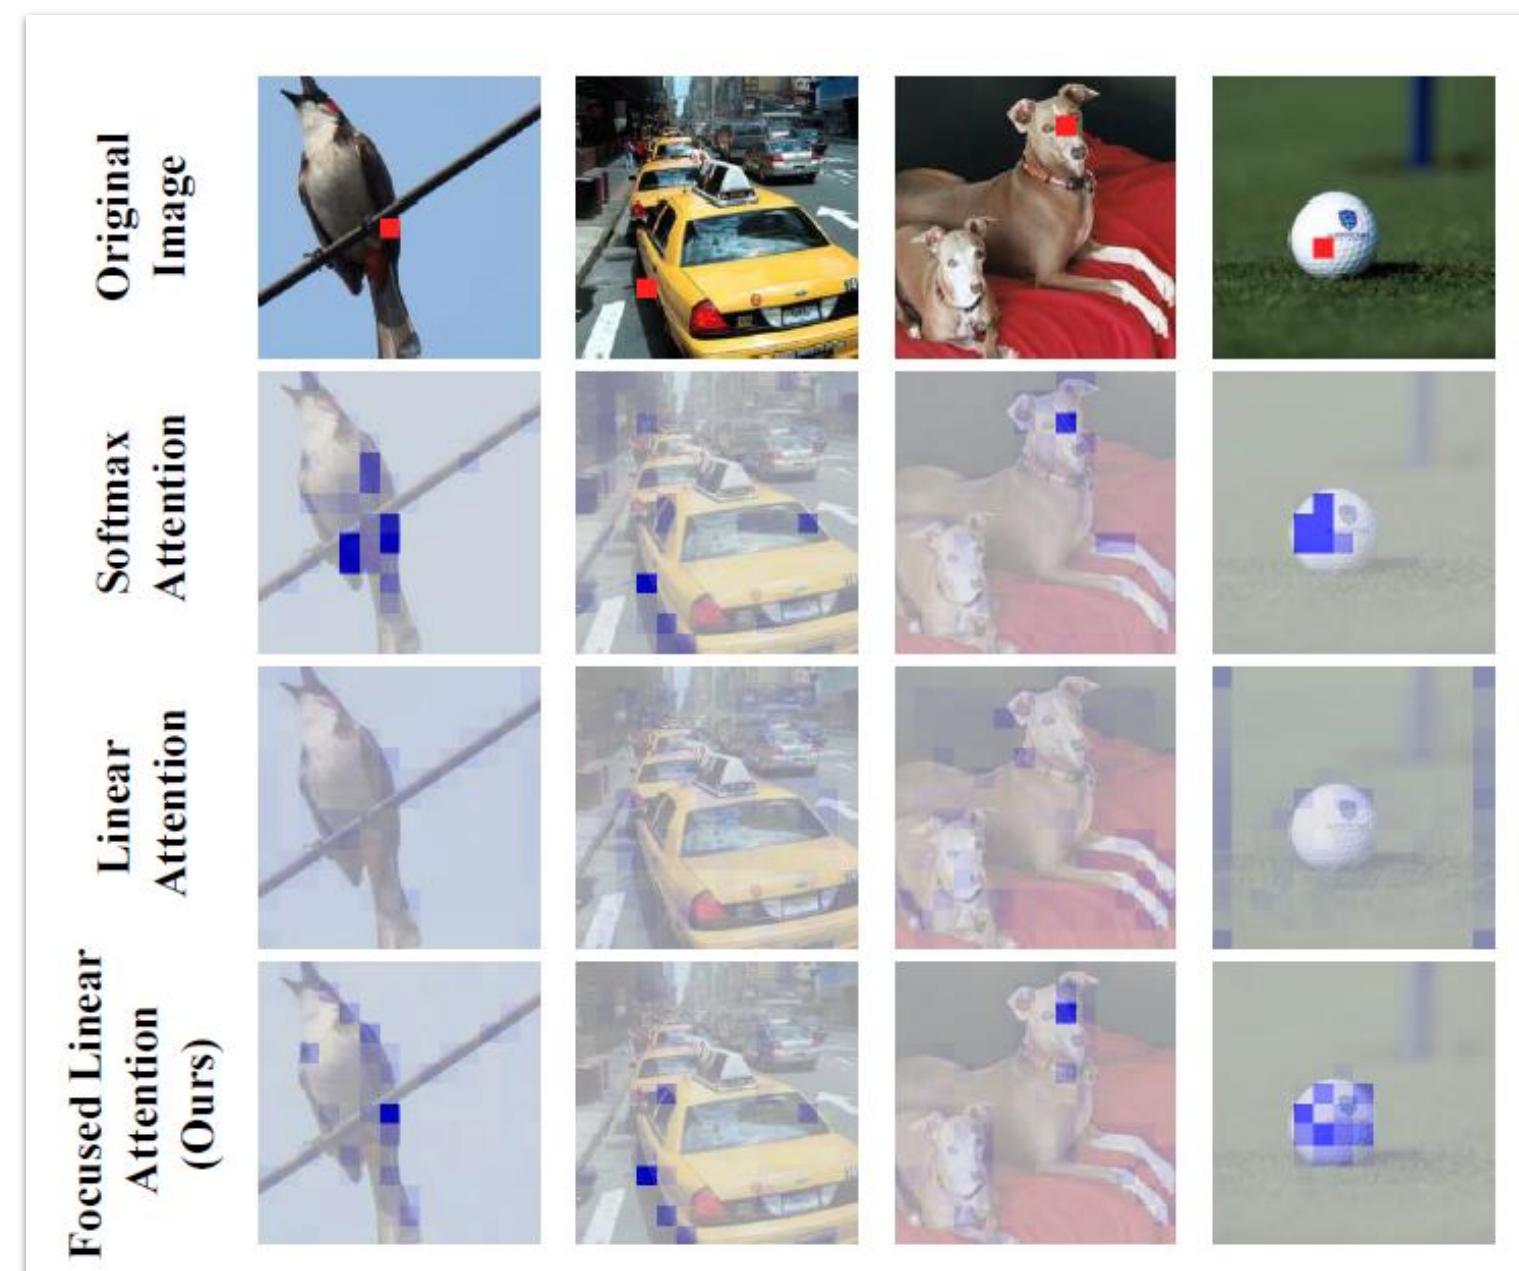 Original
Image
Softmax
Attention
Linear
Attention
Focused Linear
Attention
(Ours)